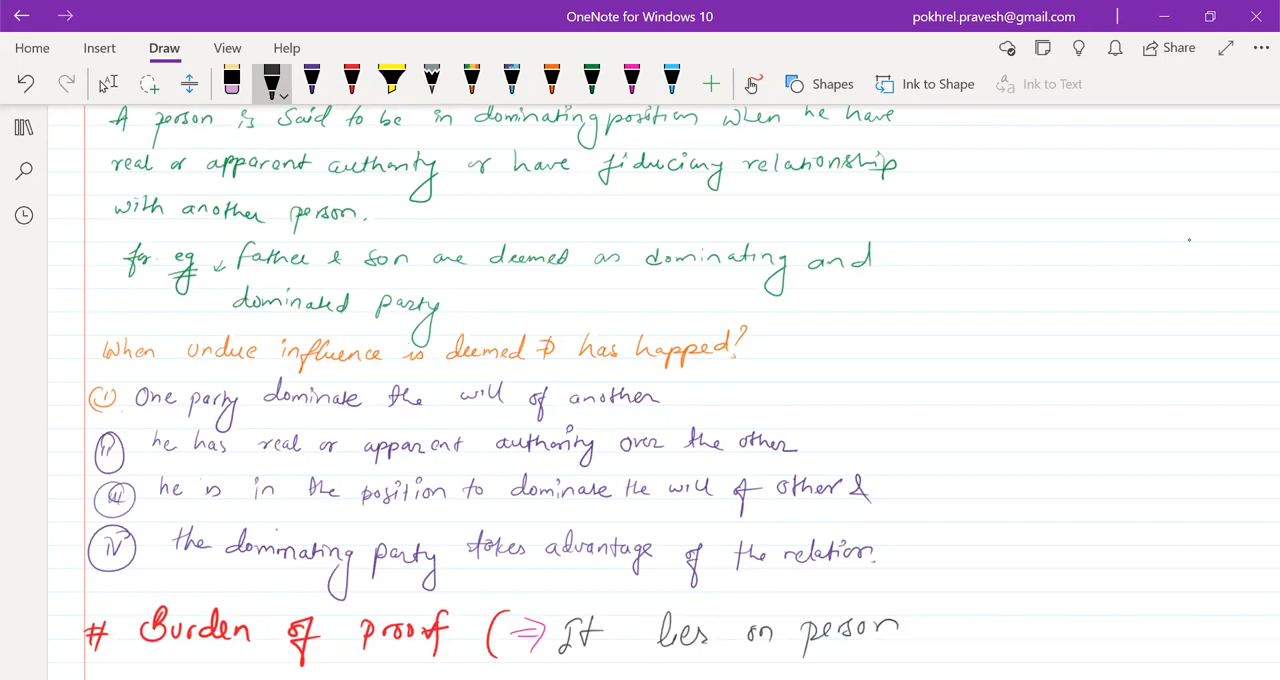 OneNote for Windows 10
pokhrel.pravesh@gmail.com
Home Insert Draw View Help
Share
Shapes Ink to Shape Ink to Text
A person is said to be in dominating position when he have
real or apparent authority or have fiduciary relationship
with another person.
for eg father & son are deemed as dominating and
dominated party
When undue influence is deemed has happed?
(i) One party dominate the will of another
(ii) he has real or apparent authority over the other
(iii) he is in the position to dominate the will of other &
(iv) the dominating party takes advantage of the relation.
# Burden of proof (⇒ It lies on person